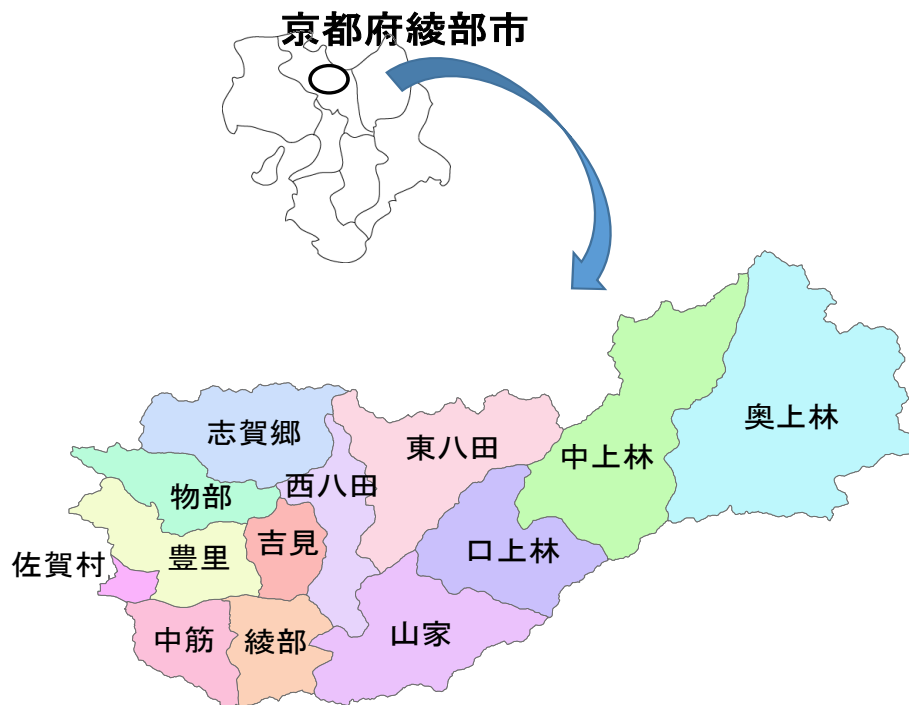 京都府綾部市
奥上林
志賀郷
東八田
中上林
物部
西八田
吉見
口上林
佐賀村
豊里
中筋
綾部
山家